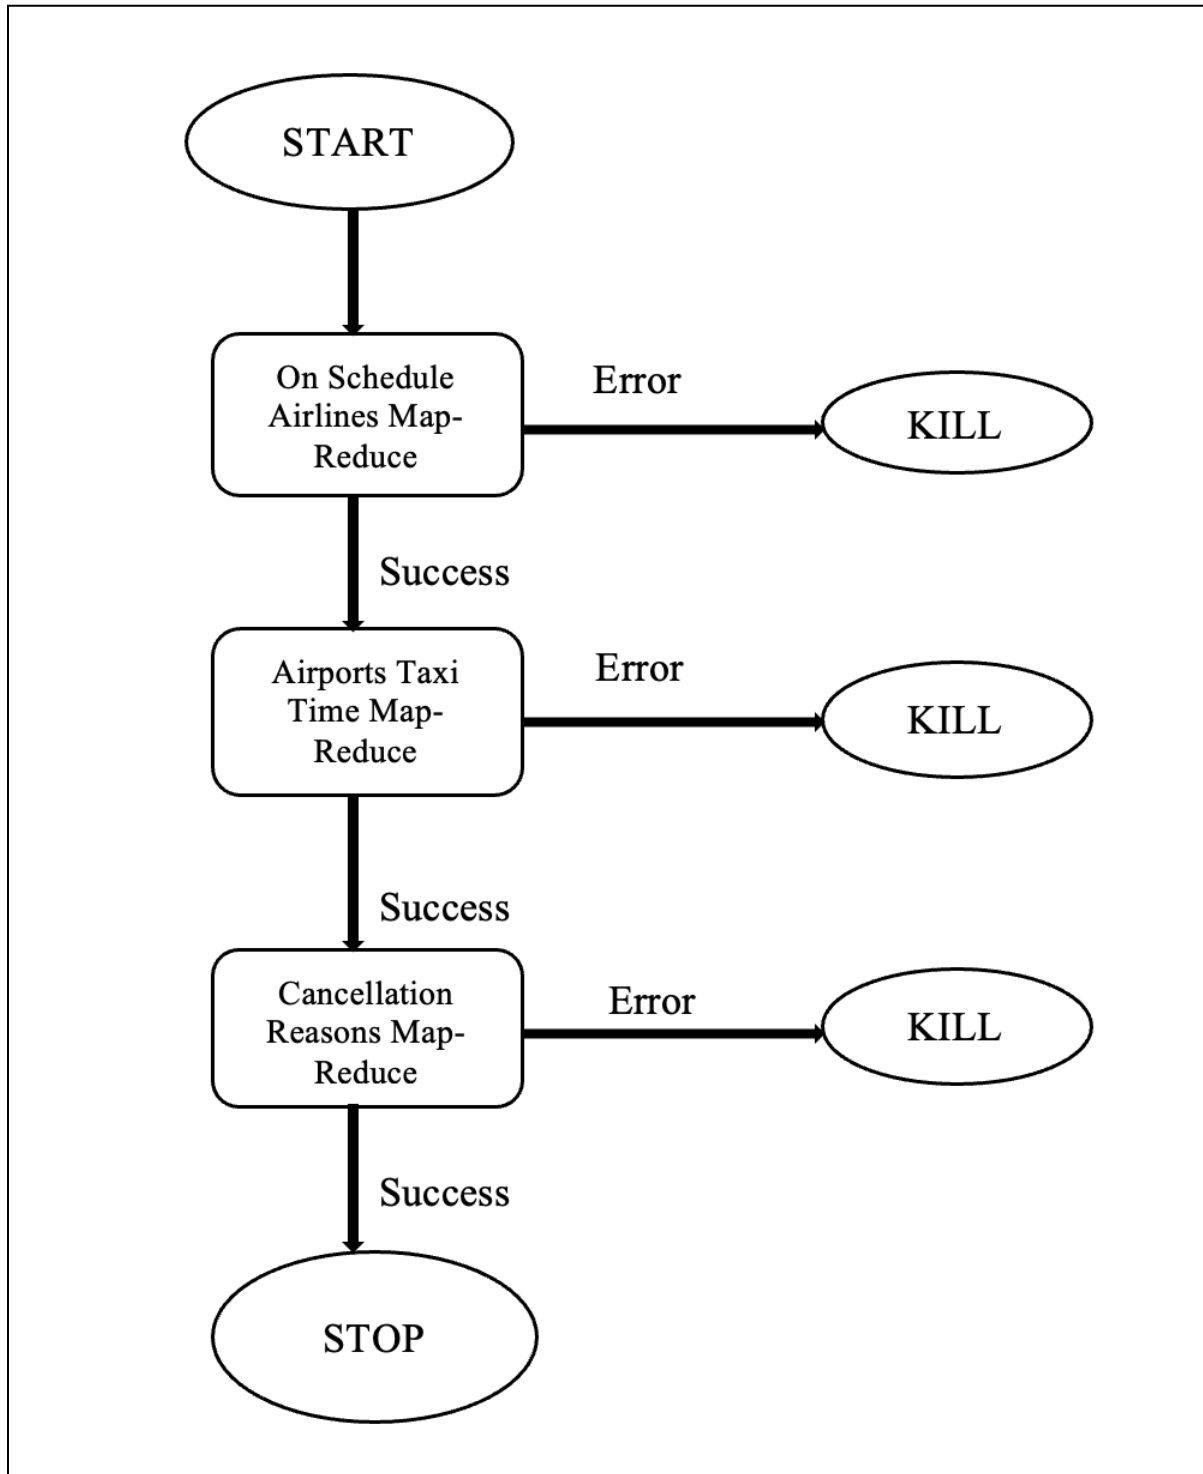 START
On Schedule
Airlines Map-
Reduce
Error
KILL
Success
Airports Taxi
Time Map-
Reduce
Error
KILL
Success
Cancellation
Reasons Map-
Reduce
Error
KILL
Success
STOP